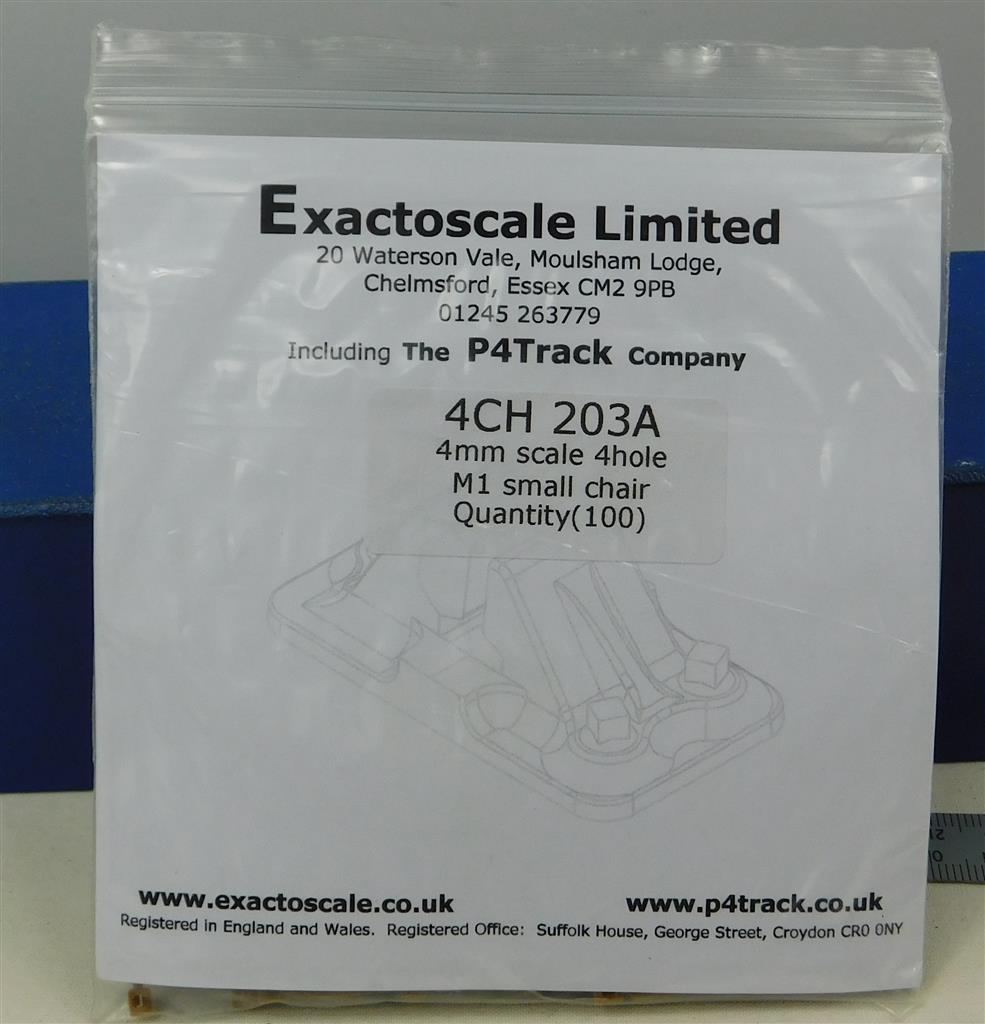 Exactoscale Limited
20 Waterson Vale, Moulsham Lodge,
Chelmsford, Essex CM2 9PB
01245 263779
Including The P4Track Company
4CH 203A
4mm scale 4hole
M1 small chair
Quantity(100)
www.exactoscale.co.uk www.p4track.co.uk
Registered in England and Wales. Registered Office: Suffolk House, George Street, Croydon CR0 0NY